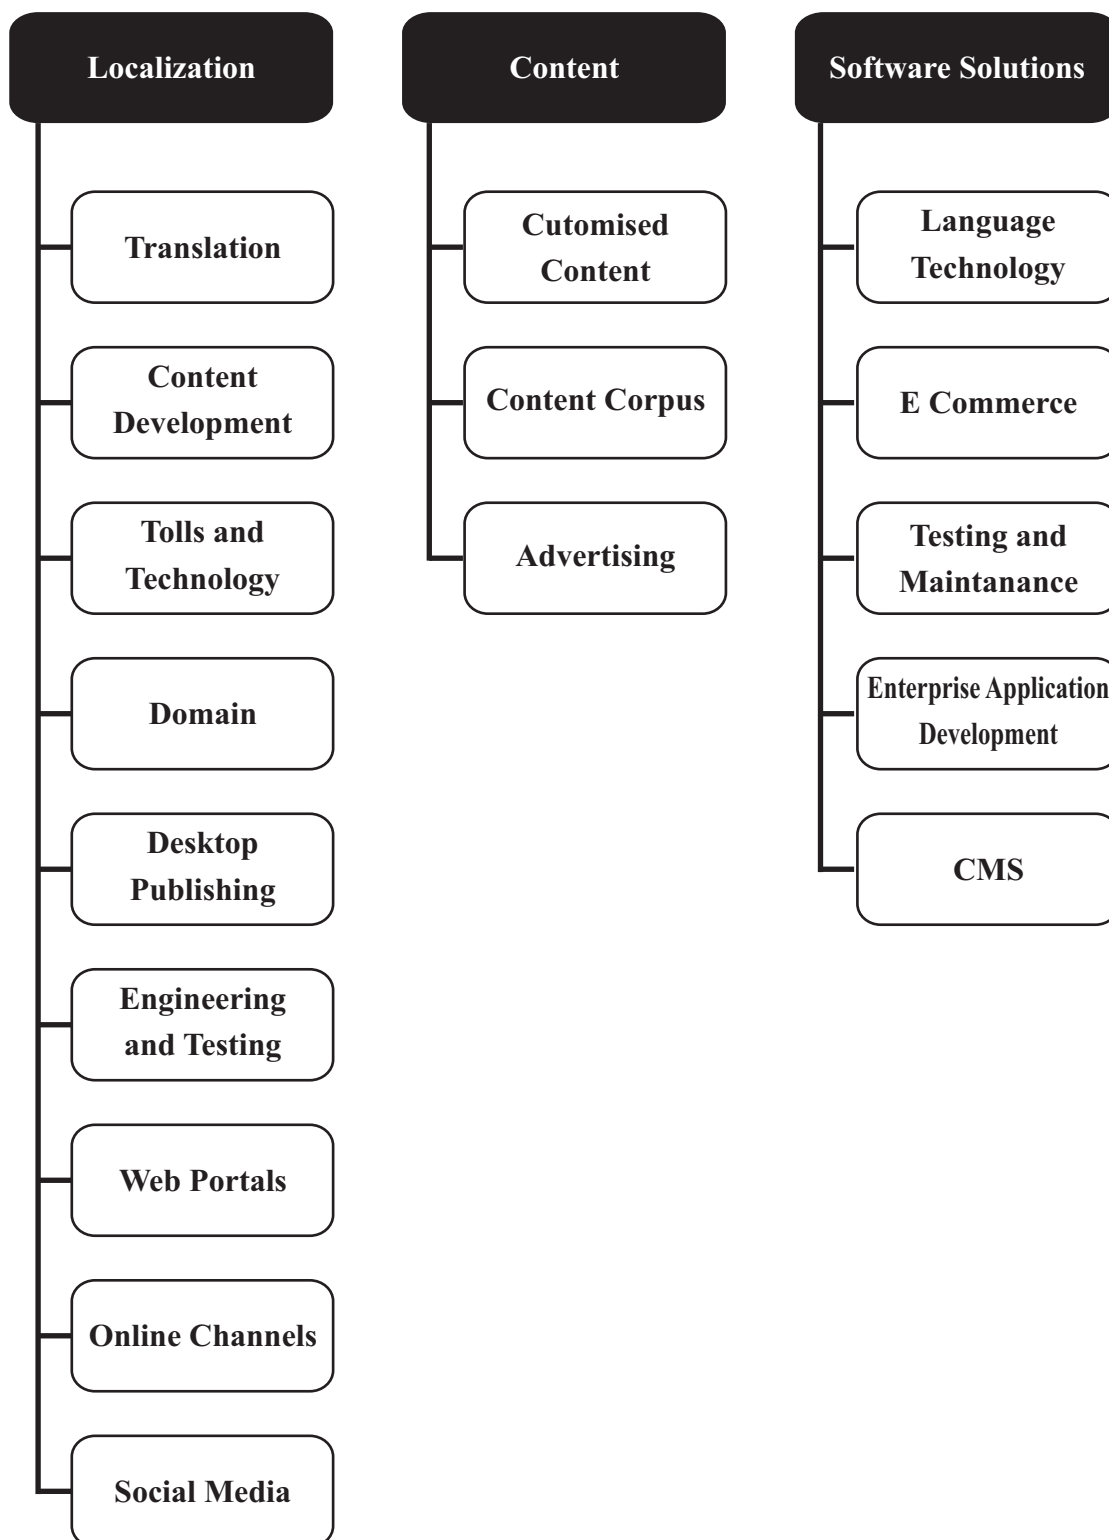 Localization
Translation
Content
Development
Tolls and
Technology
Domain
Desktop
Publishing
Engineering
and Testing
Web Portals
Online Channels
Social Media
Content
Cutomised
Content
Content Corpus
Advertising
Software Solutions
Language
Technology
E Commerce
Testing and
Maintanance
Enterprise Application
Development
CMS